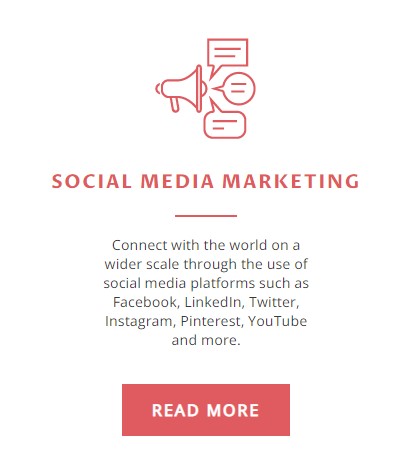 SOCIAL MEDIA MARKETING
Connect with the world on a
wider scale through the use of
social media platforms such as
Facebook, LinkedIn, Twitter,
Instagram, Pinterest, YouTube
and more.
READ MORE